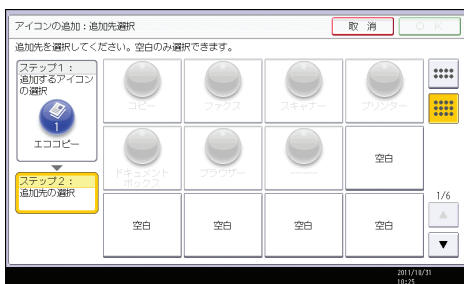 アイコンの追加：追加先選択
取 消
O K
追加先を選択してください。空白のみ選択できます。
ステップ1：
追加するアイコン
の選択
1
エココピー
ステップ2：
追加先の選択
コピー
ファクス
スキャナー
プリンター
ドキュメント
ボックス
ブラウザー
空白
空白
空白
空白
空白
1/6
2011/10/31
10:25